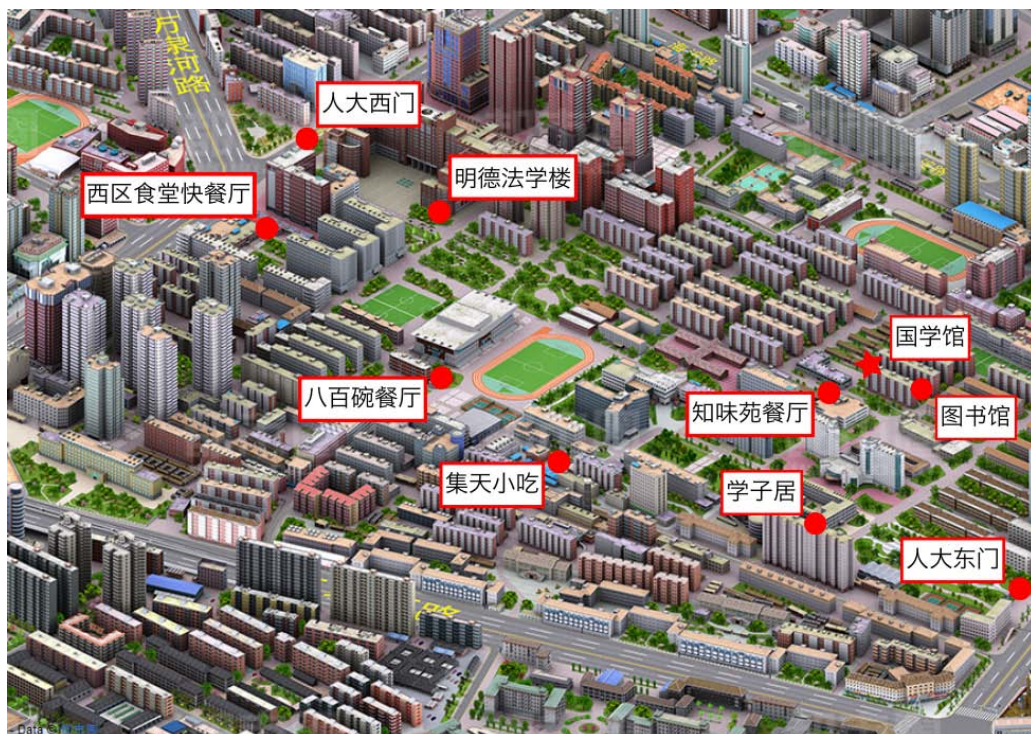 万泉河路
人大西门
明德法学楼
西区食堂快餐厅
国学馆
八百碗餐厅
知味苑餐厅
图书馆
集天小吃
学子居
人大东门
路
Data ©